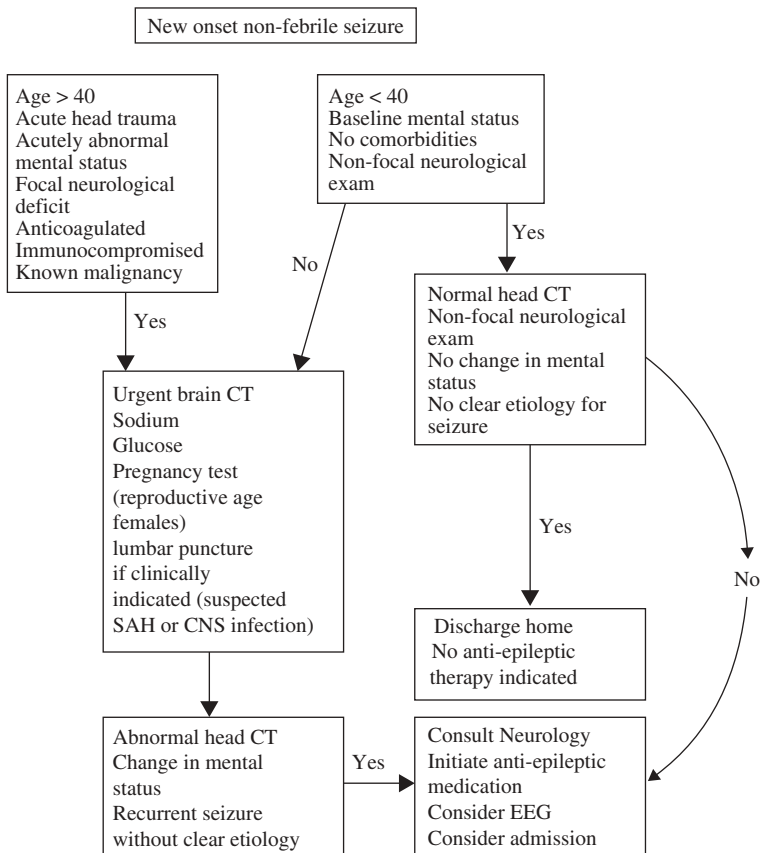 New onset non-febrile seizure
Age > 40
Acute head trauma
Acutely abnormal
mental status
Focal neurological
deficit
Anticoagulated
Immunocompromised
Known malignancy
Age < 40
Baseline mental status
No comorbidities
Non-focal neurological
exam
No
Yes
Yes
Normal head CT
Non-focal neurological
exam
No change in mental
status
No clear etiology for
seizure
Urgent brain CT
Sodium
Glucose
Pregnancy test
(reproductive age
females)
lumbar puncture
if clinically
indicated (suspected
SAH or CNS infection)
Yes
No
Discharge home
No anti-epileptic
therapy indicated
Abnormal head CT
Change in mental
status
Recurrent seizure
without clear etiology
Yes
Consult Neurology
Initiate anti-epileptic
medication
Consider EEG
Consider admission